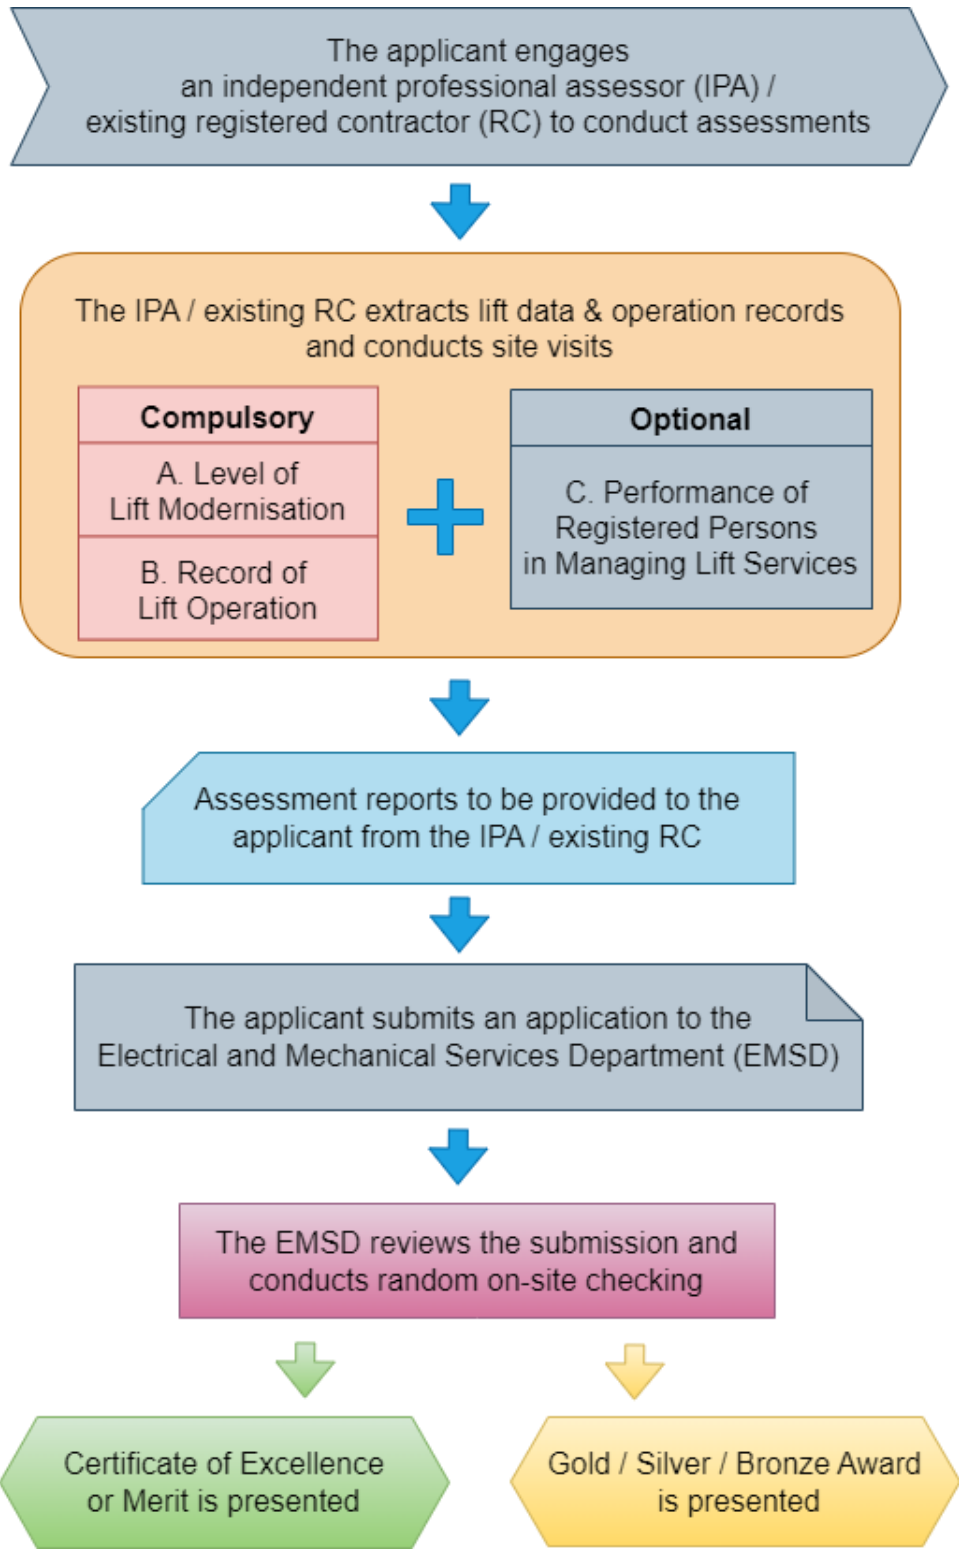 The applicant engages
an independent professional assessor (IPA) /
existing registered contractor (RC) to conduct assessments
The IPA / existing RC extracts lift data & operation records
and conducts site visits
Compulsory
A. Level of
Lift Modernisation
B. Record of
Lift Operation
Optional
C. Performance of
Registered Persons
in Managing Lift Services
Assessment reports to be provided to the
applicant from the IPA / existing RC
The applicant submits an application to the
Electrical and Mechanical Services Department (EMSD)
The EMSD reviews the submission and
conducts random on-site checking
Certificate of Excellence
or Merit is presented
Gold / Silver / Bronze Award
is presented